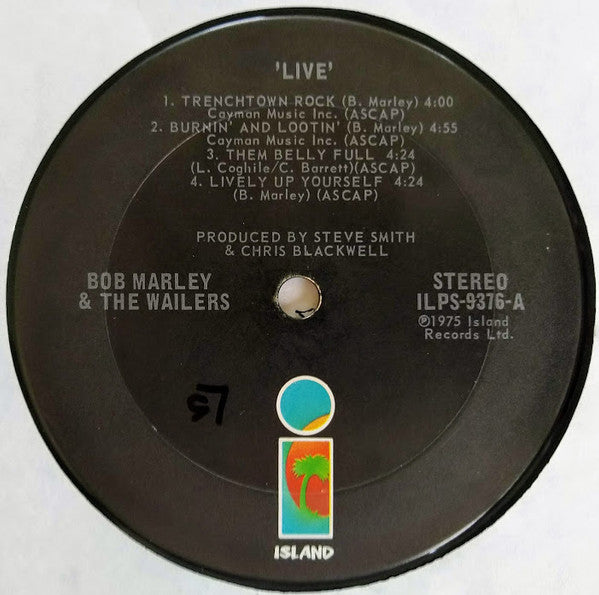 'LIVE'
1. TRENCHTOWN ROCK (B. Marley) 4:00
Cayman Music Inc. (ASCAP)
2. BURNIN' AND LOOTIN' (B. Marley) 4:55
Cayman Music Inc. (ASCAP)
3. THEM BELLY FULL 4:24
(L. Coghile/C. Barrett)(ASCAP)
4. LIVELY UP YOURSELF 4:24
(B. Marley) (ASCAP)
PRODUCED BY STEVE SMITH
& CHRIS BLACKWELL
BOB MARLEY
& THE WAILERS
STEREO
ILPS-9376-A
℗1975 Island
Records Ltd.
ISLAND